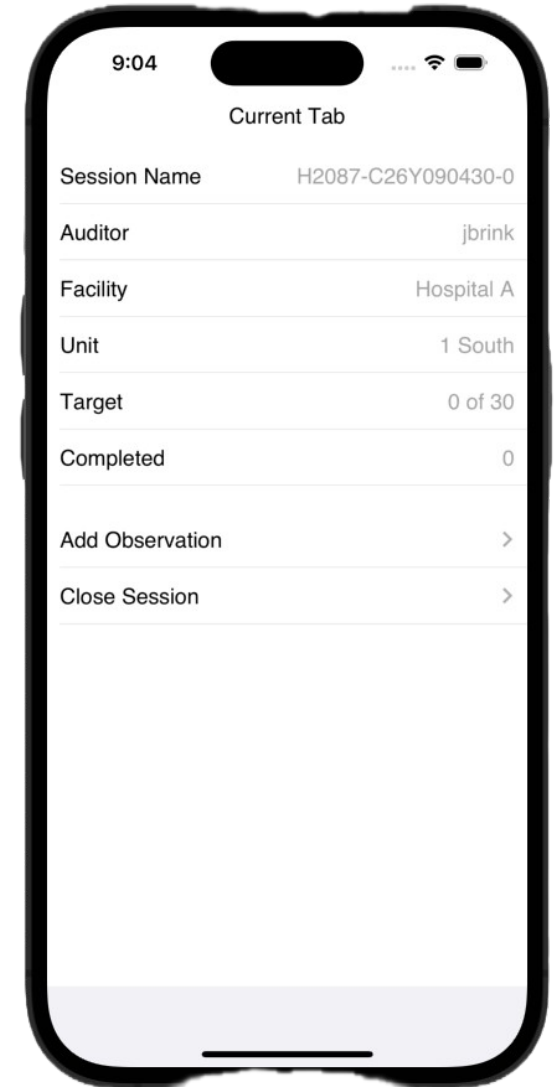 9:04
Current Tab
Session Name H2087-C26Y090430-0
Auditor jbrink
Facility Hospital A
Unit 1 South
Target 0 of 30
Completed 0
Add Observation
Close Session